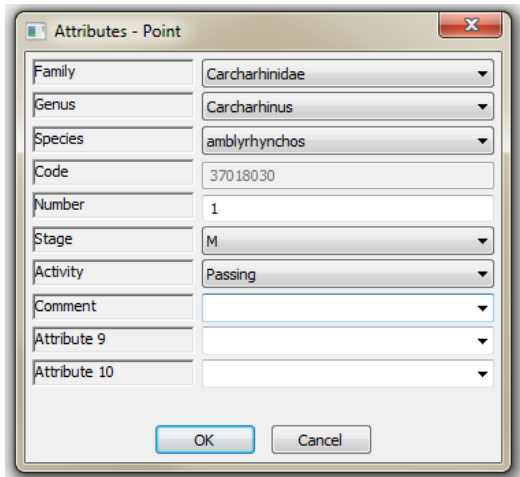 Attributes - Point
Family Carcharhinidae
Genus Carcharhinus
Species amblyrhynchos
Code 37018030
Number 1
Stage M
Activity Passing
Comment
Attribute 9
Attribute 10
OK Cancel